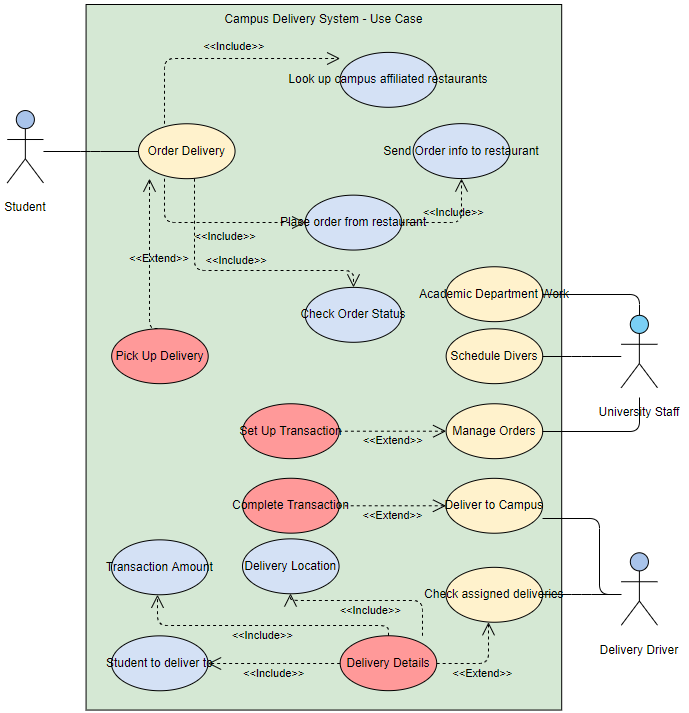 Campus Delivery System - Use Case
<<Include>>
Look up campus affiliated restaurants
Order Delivery
Send Order info to restaurant
Student
Place order from restaurant
<<Include>>
<<Include>>
<<Extend>>
<<Include>>
Academic Department Work
Check Order Status
Pick Up Delivery
Schedule Divers
University Staff
Set Up Transaction
<<Extend>>
Manage Orders
Complete Transaction
<<Extend>>
Deliver to Campus
Transaction Amount
Delivery Location
Check assigned deliveries
<<Include>>
<<Include>>
Delivery Driver
Student to deliver to
<<Include>>
Delivery Details
<<Extend>>